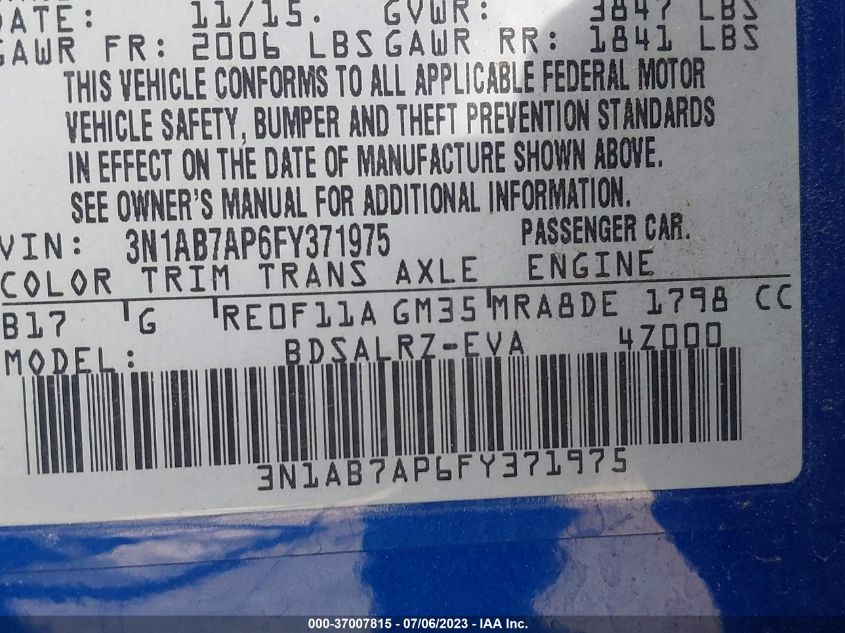 DATE: 11/15. GVWR: 3847 LBS
GAWR FR: 2006 LBS GAWR RR: 1841 LBS
THIS VEHICLE CONFORMS TO ALL APPLICABLE FEDERAL MOTOR
VEHICLE SAFETY, BUMPER AND THEFT PREVENTION STANDARDS
IN EFFECT ON THE DATE OF MANUFACTURE SHOWN ABOVE.
SEE OWNER'S MANUAL FOR ADDITIONAL INFORMATION.
VIN: 3N1AB7AP6FY371975 PASSENGER CAR.
COLOR TRIM TRANS AXLE ENGINE
B17 G RE0F11A GM35 MRA8DE 1798 CC
MODEL: BDSALRZ-EVA 4Z000
3N1AB7AP6FY371975
000-37007815 - 07/06/2023 - IAA Inc.